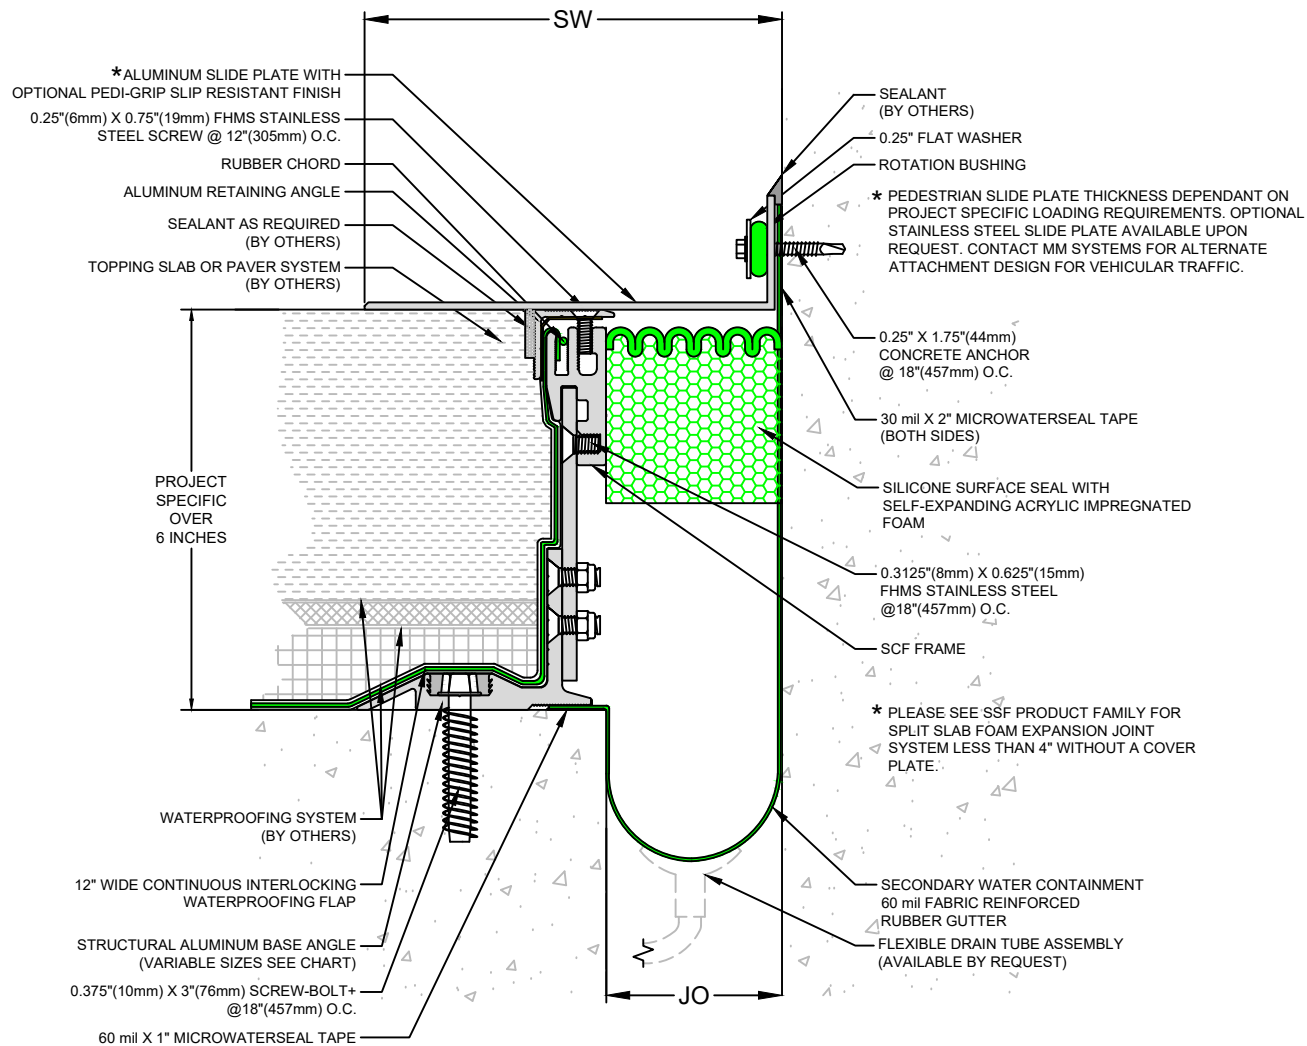 SW
*ALUMINUM SLIDE PLATE WITH
OPTIONAL PEDI-GRIP SLIP RESISTANT FINISH
0.25"(6mm) X 0.75"(19mm) FHMS STAINLESS
STEEL SCREW @ 12"(305mm) O.C.
RUBBER CHORD
ALUMINUM RETAINING ANGLE
SEALANT AS REQUIRED
(BY OTHERS)
TOPPING SLAB OR PAVER SYSTEM
(BY OTHERS)
PROJECT
SPECIFIC
OVER
6 INCHES
WATERPROOFING SYSTEM
(BY OTHERS)
12" WIDE CONTINUOUS INTERLOCKING
WATERPROOFING FLAP
STRUCTURAL ALUMINUM BASE ANGLE
(VARIABLE SIZES SEE CHART)
0.375"(10mm) X 3"(76mm) SCREW-BOLT+
@18"(457mm) O.C.
60 mil X 1" MICROWATERSEAL TAPE
SEALANT
(BY OTHERS)
0.25" FLAT WASHER
ROTATION BUSHING
* PEDESTRIAN SLIDE PLATE THICKNESS DEPENDANT ON
PROJECT SPECIFIC LOADING REQUIREMENTS. OPTIONAL
STAINLESS STEEL SLIDE PLATE AVAILABLE UPON
REQUEST. CONTACT MM SYSTEMS FOR ALTERNATE
ATTACHMENT DESIGN FOR VEHICULAR TRAFFIC.
0.25" X 1.75"(44mm)
CONCRETE ANCHOR
@ 18"(457mm) O.C.
30 mil X 2" MICROWATERSEAL TAPE
(BOTH SIDES)
SILICONE SURFACE SEAL WITH
SELF-EXPANDING ACRYLIC IMPREGNATED
FOAM
0.3125"(8mm) X 0.625"(15mm)
FHMS STAINLESS STEEL
@18"(457mm) O.C.
SCF FRAME
* PLEASE SEE SSF PRODUCT FAMILY FOR
SPLIT SLAB FOAM EXPANSION JOINT
SYSTEM LESS THAN 4" WITHOUT A COVER
PLATE.
SECONDARY WATER CONTAINMENT
60 mil FABRIC REINFORCED
RUBBER GUTTER
FLEXIBLE DRAIN TUBE ASSEMBLY
(AVAILABLE BY REQUEST)
JO